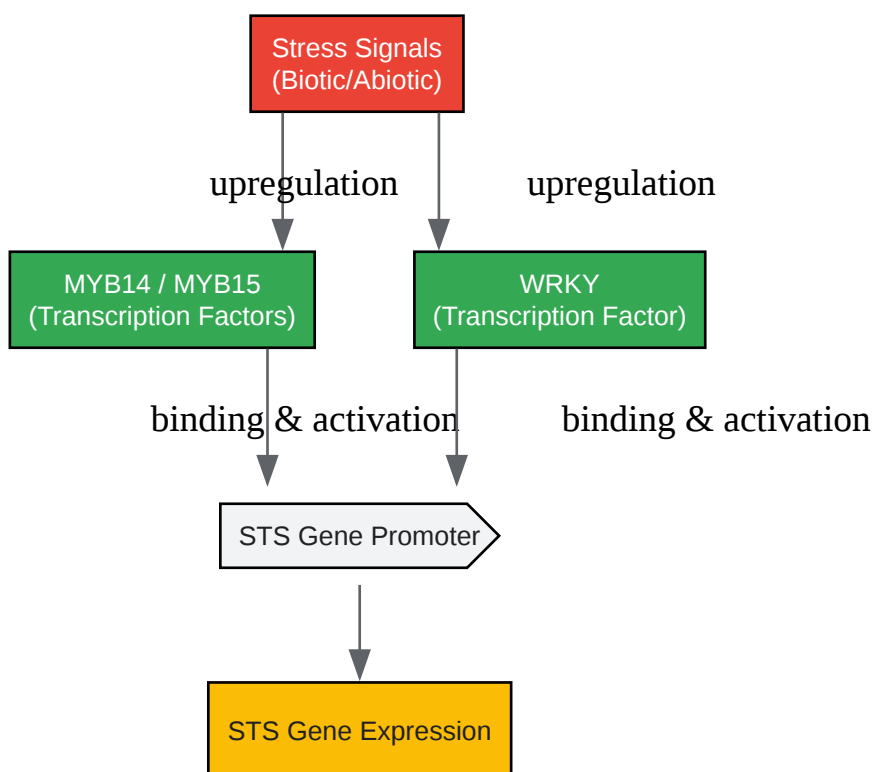 Stress Signals
(Biotic/Abiotic)
upregulation
upregulation
MYB14 / MYB15
(Transcription Factors)
WRKY
(Transcription Factor)
binding & activation
binding & activation
STS Gene Promoter
STS Gene Expression